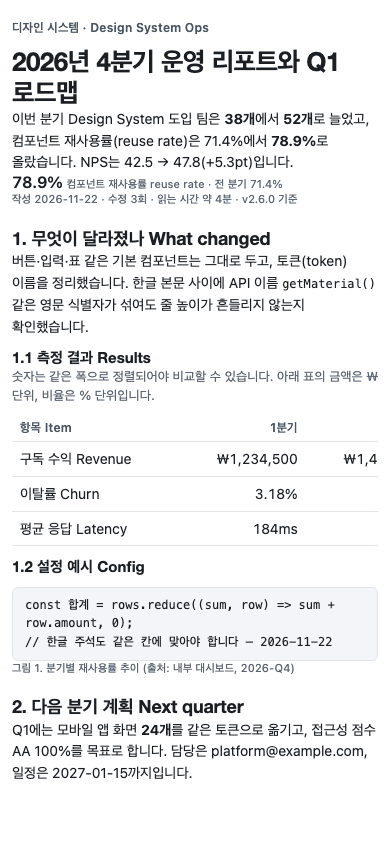 디자인 시스템 · Design System Ops
2026년 4분기 운영 리포트와 Q1
로드맵
이번 분기 Design System 도입 팀은 38개에서 52개로 늘었고,
컴포넌트 재사용률(reuse rate)은 71.4%에서 78.9%로
올랐습니다. NPS는 42.5 → 47.8(+5.3pt)입니다.
78.9% 컴포넌트 재사용률 reuse rate · 전 분기 71.4%
작성 2026-11-22 · 수정 3회 · 읽는 시간 약 4분 · v2.6.0 기준
1. 무엇이 달라졌나 What changed
버튼·입력·표 같은 기본 컴포넌트는 그대로 두고, 토큰(token)
이름을 정리했습니다. 한글 본문 사이에 API 이름 getMaterial()
같은 영문 식별자가 섞여도 줄 높이가 흔들리지 않는지
확인했습니다.
1.1 측정 결과 Results
숫자는 같은 폭으로 정렬되어야 비교할 수 있습니다. 아래 표의 금액은 ₩
단위, 비율은 % 단위입니다.
항목 Item 1분기
구독 수익 Revenue ₩1,234,500 ₩1,4
이탈률 Churn 3.18%
평균 응답 Latency 184ms
1.2 설정 예시 Config
const 합계 = rows.reduce((sum, row) => sum +
row.amount, 0);
// 한글 주석도 같은 칸에 맞아야 합니다 — 2026-11-22
그림 1. 분기별 재사용률 추이 (출처: 내부 대시보드, 2026-Q4)
2. 다음 분기 계획 Next quarter
Q1에는 모바일 앱 화면 24개를 같은 토큰으로 옮기고, 접근성 점수
AA 100%를 목표로 합니다. 담당은 platform@example.com,
일정은 2027-01-15까지입니다.